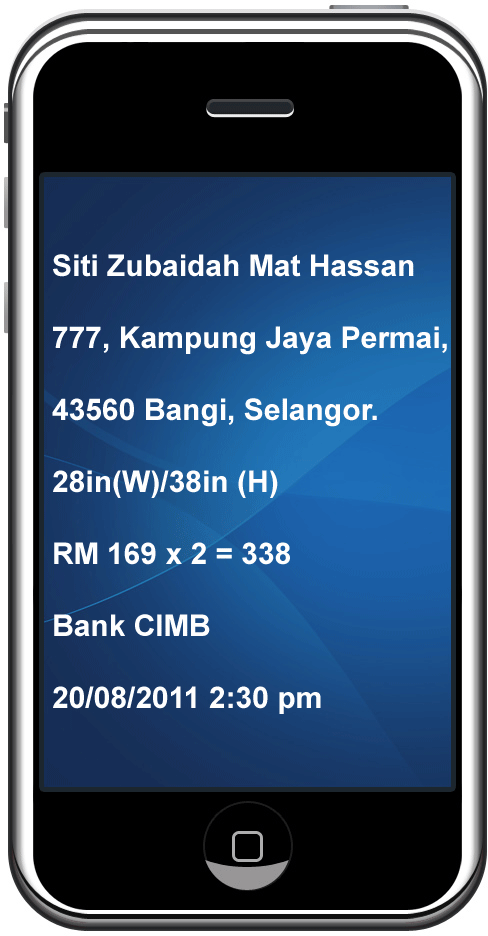 Siti Zubaidah Mat Hassan
777, Kampung Jaya Permai,
43560 Bangi, Selangor.
28in(W)/38in (H)
RM 169 x 2 = 338
Bank CIMB
20/08/2011 2:30 pm